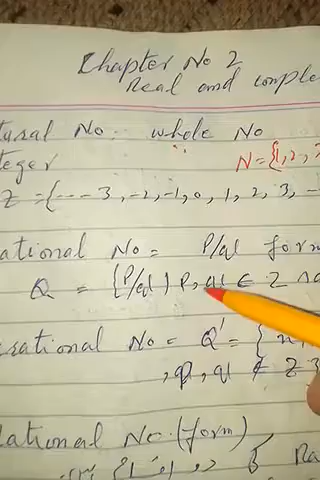 Chapter No 2
Real and comple
tural No: whole No
teger N = {1, 2,
Z = {--- 3, -2, -1, 0, 1, 2, 3, -
ational No = P/q form
Q = {P/q) P, q ∈ Z ∧
rational No = Q' = {
, q, q ∉ Z
ational No: (form)